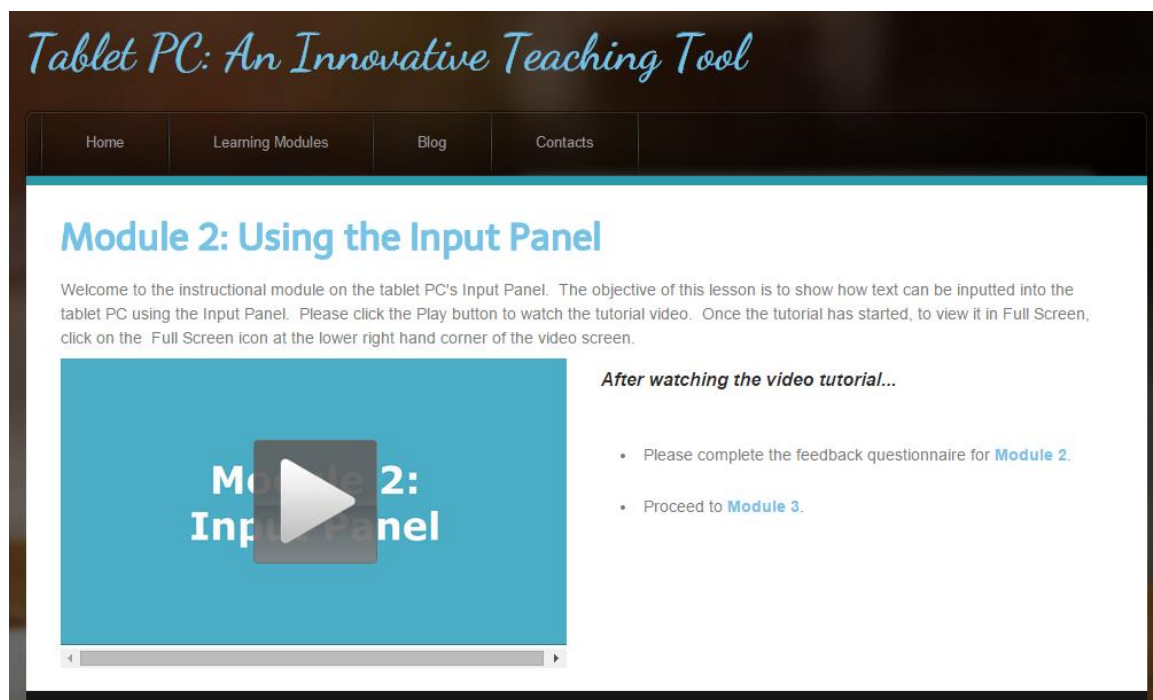 Tablet PC: An Innovative Teaching Tool
Home Learning Modules Blog Contacts
Module 2: Using the Input Panel
Welcome to the instructional module on the tablet PC's Input Panel. The objective of this lesson is to show how text can be inputted into the
tablet PC using the Input Panel. Please click the Play button to watch the tutorial video. Once the tutorial has started, to view it in Full Screen,
click on the Full Screen icon at the lower right hand corner of the video screen.
Module 2:
Input Panel
After watching the video tutorial...
• Please complete the feedback questionnaire for Module 2.
• Proceed to Module 3.